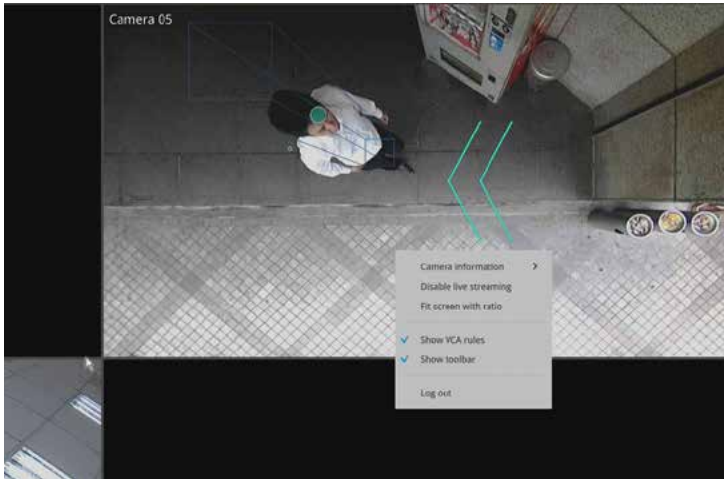 Camera 05
Camera information
Disable live streaming
Fit screen with ratio
Show VCA rules
Show toolbar
Log out